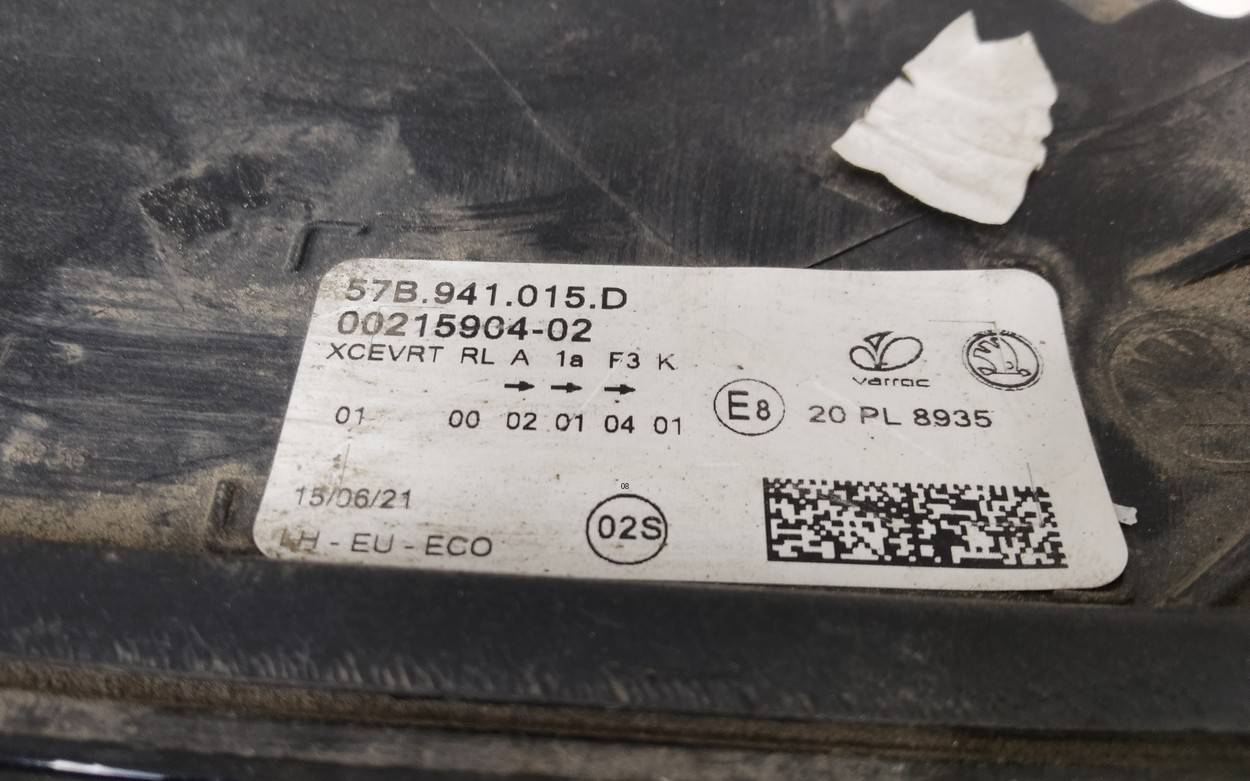 57B.941.015.D
00215904-02
XCEVRT RL A 1a F3 K
→ → →
01 00 02 01 04 01
varroc
E8 20 PL 8935
15/06/21
08
02S
LH - EU - ECO